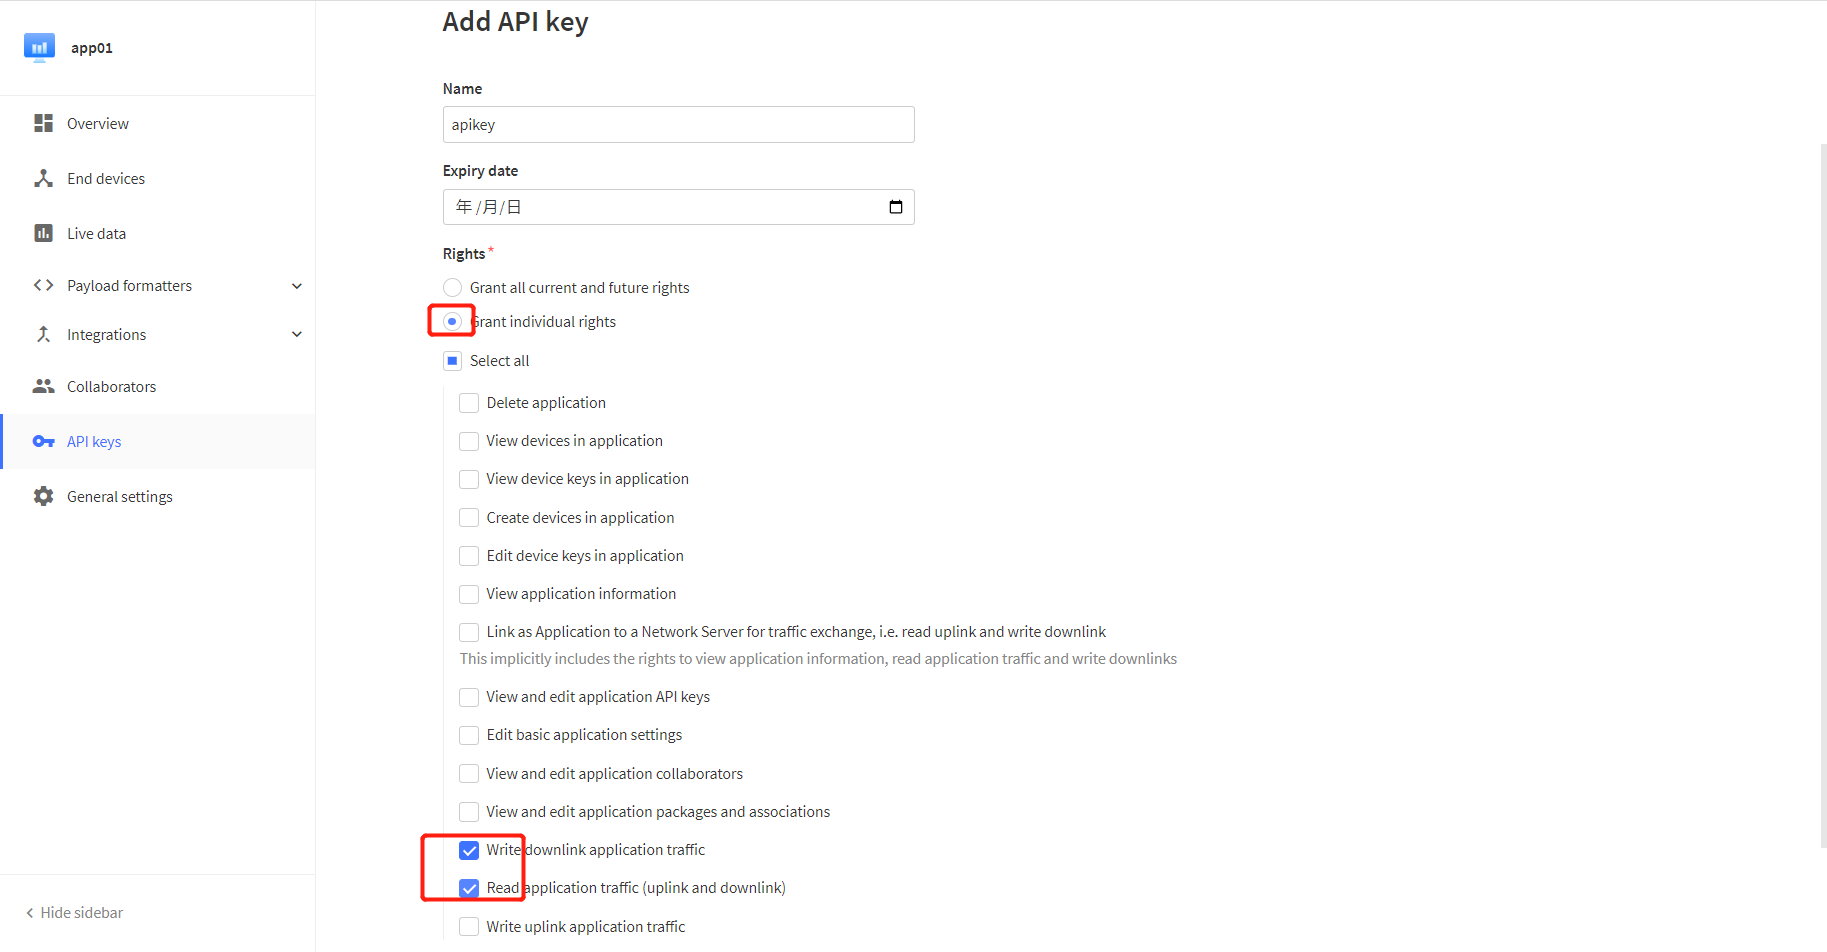 app01
Overview
End devices
Live data
Payload formatters
Integrations
Collaborators
API keys
General settings
Hide sidebar
Add API key
Name
apikey
Expiry date
年 /月/日
Rights*
Grant all current and future rights
Grant individual rights
Select all
Delete application
View devices in application
View device keys in application
Create devices in application
Edit device keys in application
View application information
Link as Application to a Network Server for traffic exchange, i.e. read uplink and write downlink
This implicitly includes the rights to view application information, read application traffic and write downlinks
View and edit application API keys
Edit basic application settings
View and edit application collaborators
View and edit application packages and associations
Write downlink application traffic
Read application traffic (uplink and downlink)
Write uplink application traffic